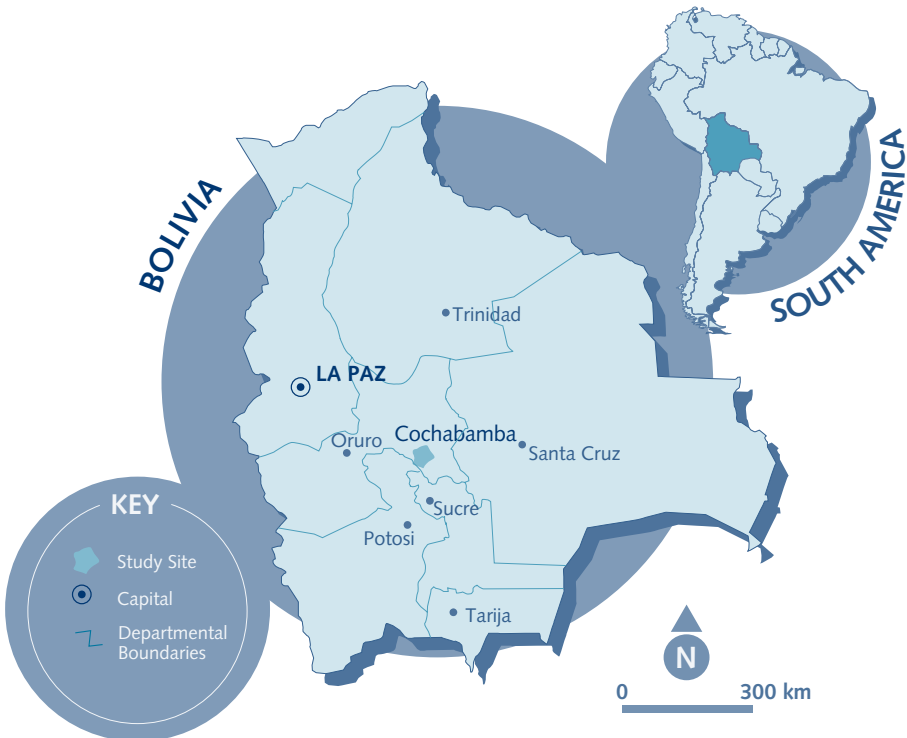 BOLIVIA
SOUTH AMERICA
Trinidad
LA PAZ
Oruro
Cochabamba
Santa Cruz
Sucre
Potosi
Tarija
KEY
Study Site
Capital
Departmental
Boundaries
N
0 300 km